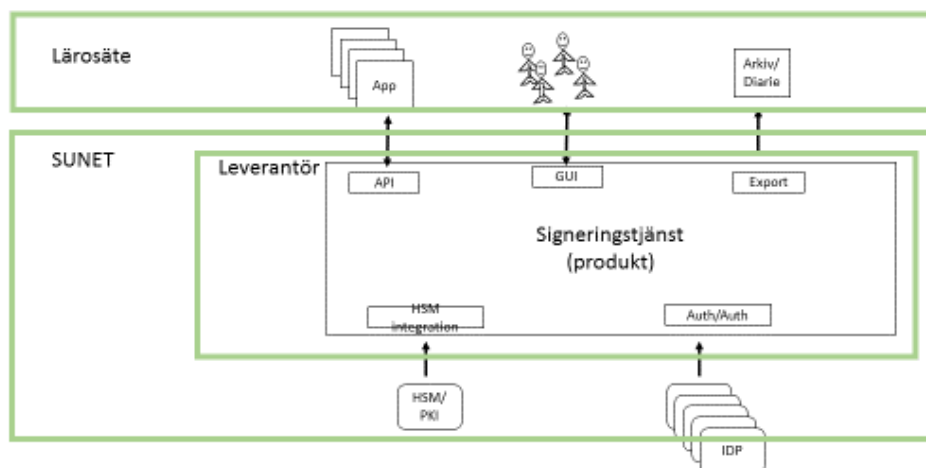 Lärosäte
App
Arkiv/
Diarie
SUNET
Leverantör
API
GUI
Export
Signeringstjänst
(produkt)
HSM
integration
Auth/Auth
HSM/
PKI
IDP